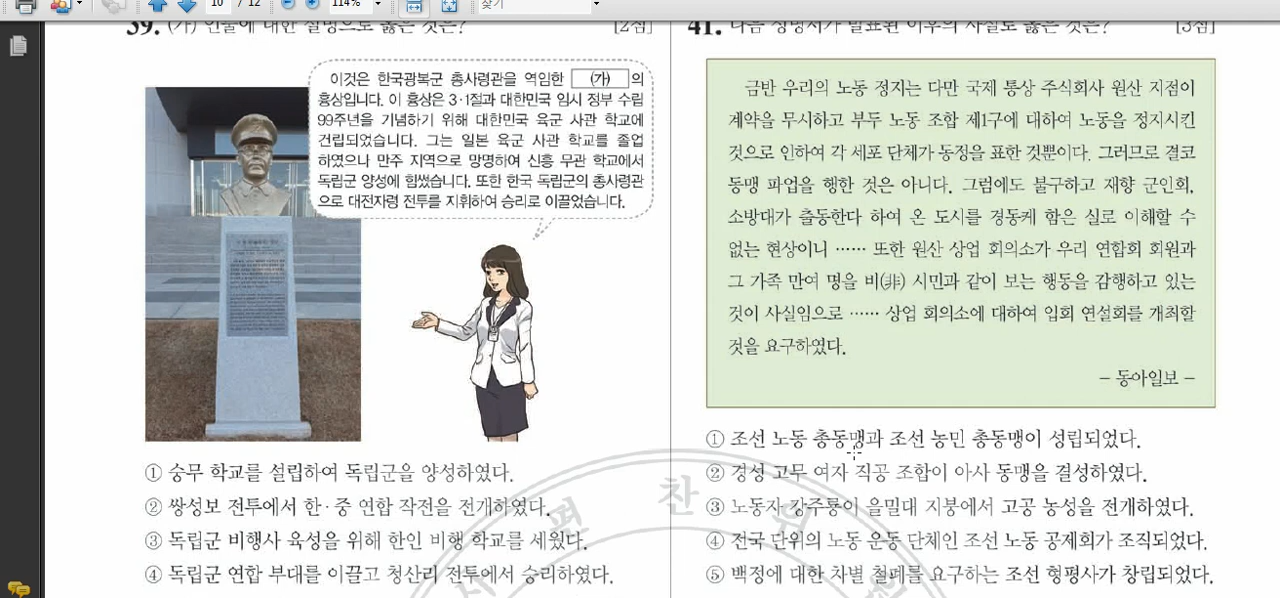 10 / 12
114%
찾기
39. (가) 인물에 대한 설명으로 옳은 것은? [2점]
이것은 한국광복군 총사령관을 역임한 (가) 의
흉상입니다. 이 흉상은 3·1절과 대한민국 임시 정부 수립
99주년을 기념하기 위해 대한민국 육군 사관 학교에
건립되었습니다. 그는 일본 육군 사관 학교를 졸업
하였으나 만주 지역으로 망명하여 신흥 무관 학교에서
독립군 양성에 힘썼습니다. 또한 한국 독립군의 총사령관
으로 대전자령 전투를 지휘하여 승리로 이끌었습니다.
① 숭무 학교를 설립하여 독립군을 양성하였다.
② 쌍성보 전투에서 한·중 연합 작전을 전개하였다.
③ 독립군 비행사 육성을 위해 한인 비행 학교를 세웠다.
④ 독립군 연합 부대를 이끌고 청산리 전투에서 승리하였다.
41. 다음 성명서가 발표된 이후의 사실로 옳은 것은? [3점]
금반 우리의 노동 정지는 다만 국제 통상 주식회사 원산 지점이
계약을 무시하고 부두 노동 조합 제1구에 대하여 노동을 정지시킨
것으로 인하여 각 세포 단체가 동정을 표한 것뿐이다. 그러므로 결코
동맹 파업을 행한 것은 아니다. 그럼에도 불구하고 재향 군인회,
소방대가 출동한다 하여 온 도시를 경동케 함은 실로 이해할 수
없는 현상이니 …… 또한 원산 상업 회의소가 우리 연합회 회원과
그 가족 만여 명을 비(非) 시민과 같이 보는 행동을 감행하고 있는
것이 사실임으로 …… 상업 회의소에 대하여 입회 연설회를 개최할
것을 요구하였다.
- 동아일보 -
① 조선 노동 총동맹과 조선 농민 총동맹이 성립되었다.
② 경성 고무 여자 직공 조합이 아사 동맹을 결성하였다.
③ 노동자 강주룡이 을밀대 지붕에서 고공 농성을 전개하였다.
④ 전국 단위의 노동 운동 단체인 조선 노동 공제회가 조직되었다.
⑤ 백정에 대한 차별 철폐를 요구하는 조선 형평사가 창립되었다.
사 편 찬 위 원